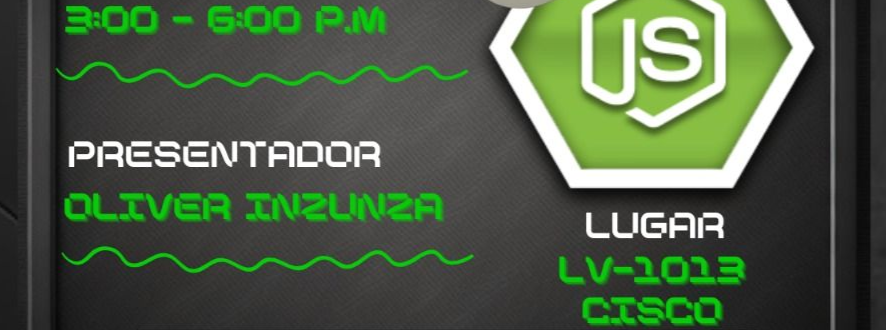 3:00 - 6:00 P.M
JS
PRESENTADOR
OLIVER INZUNZA
LUGAR
LV-1013
CISCO